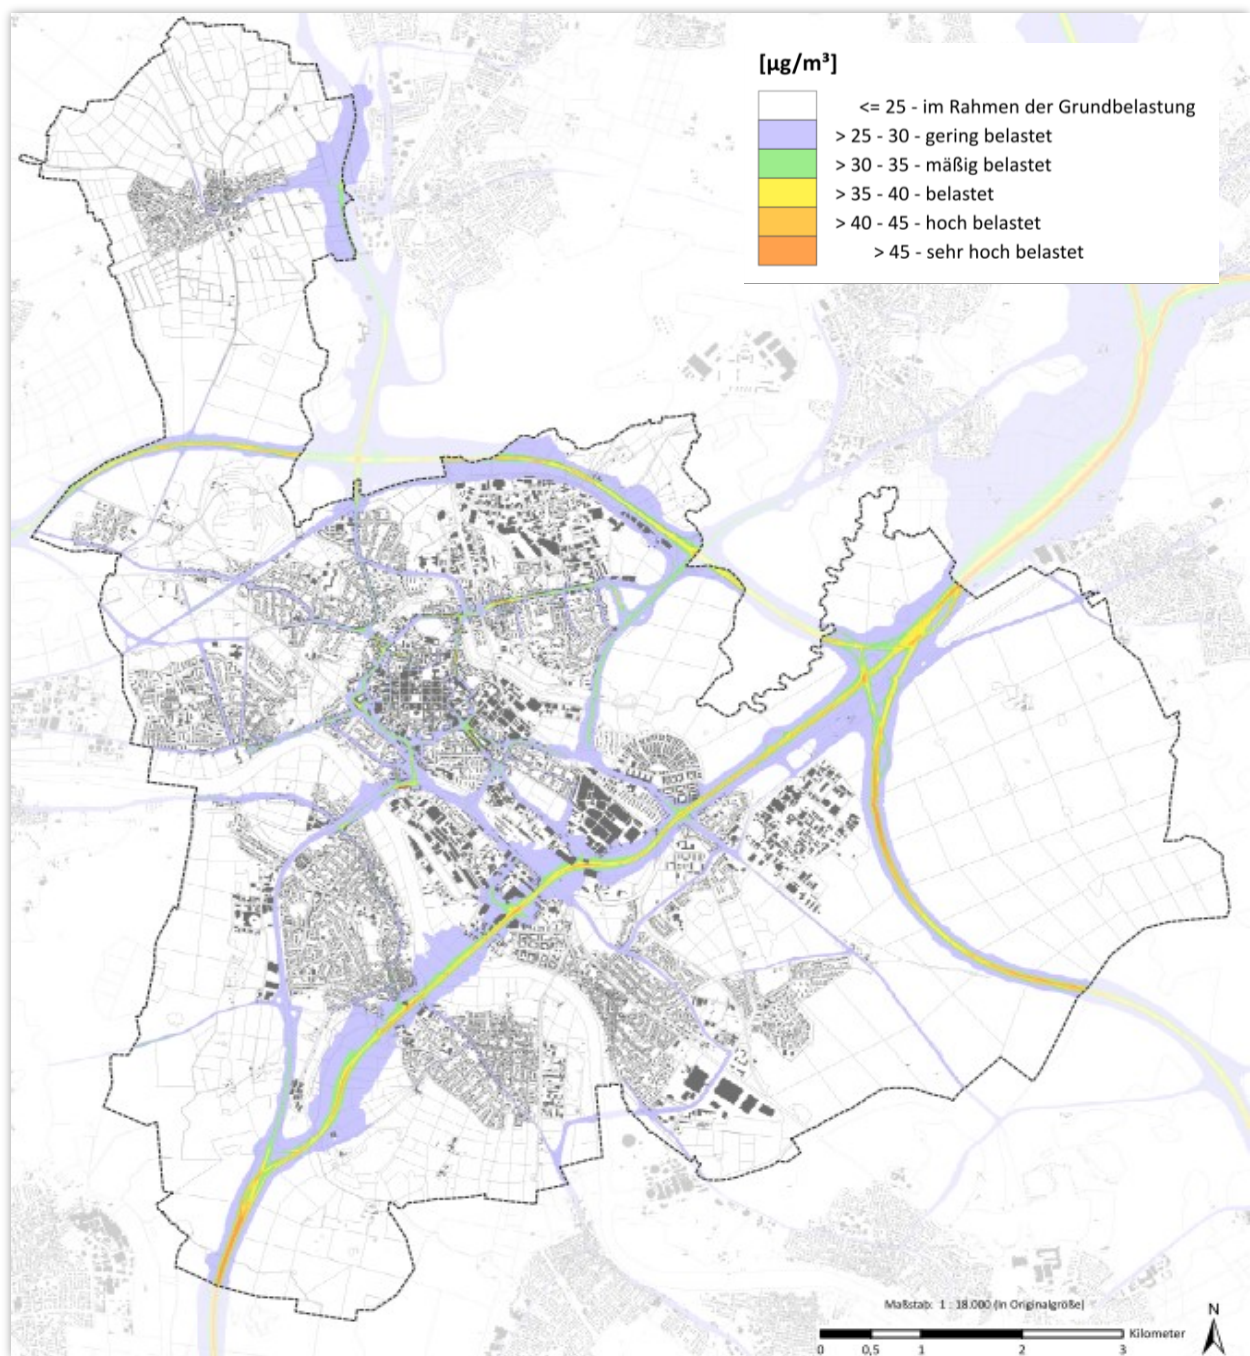 [µg/m³]
<= 25 - im Rahmen der Grundbelastung
> 25 - 30 - gering belastet
> 30 - 35 - mäßig belastet
> 35 - 40 - belastet
> 40 - 45 - hoch belastet
> 45 - sehr hoch belastet
Maßstab: 1 : 18.000 (in Originalgröße)
N
Kilometer
0 0,5 1 2 3